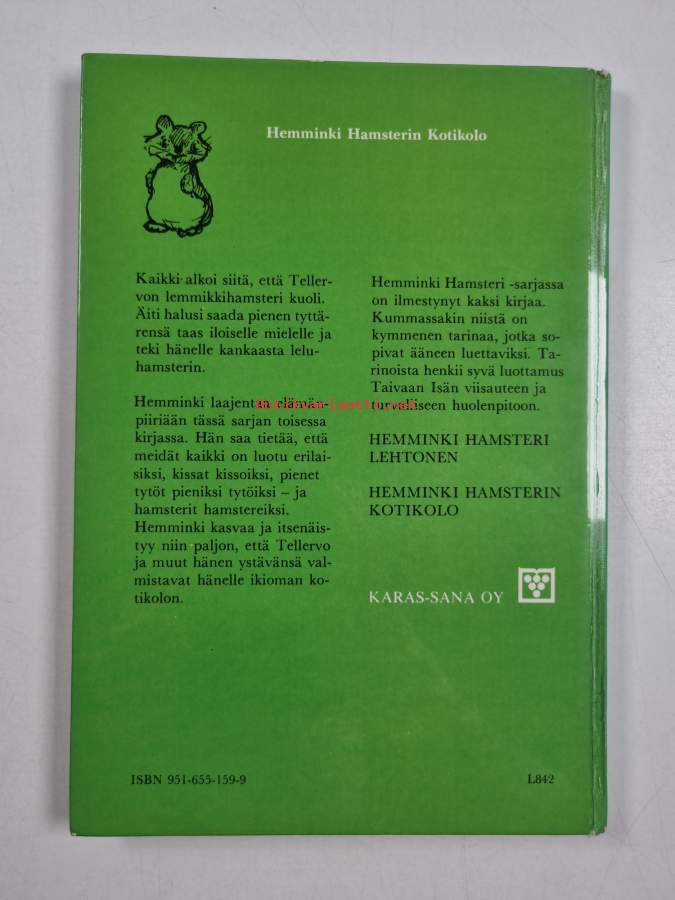 Hemminki Hamsterin Kotikolo
Kaikki alkoi siitä, että Teller-
von lemmikkihamsteri kuoli.
Äiti halusi saada pienen tyttä-
rensä taas iloiselle mielelle ja
teki hänelle kankaasta lelu-
hamsterin.
Hemminki laajentaa elämän-
piiriään tässä sarjan toisessa
kirjassa. Hän saa tietää, että
meidät kaikki on luotu erilai-
siksi, kissat kissoiksi, pienet
tytöt pieniksi tytöiksi – ja
hamsterit hamstereiksi.
Hemminki kasvaa ja itsenäis-
tyy niin paljon, että Tellervo
ja muut hänen ystävänsä val-
mistavat hänelle ikioman ko-
tikolon.
Hemminki Hamsteri -sarjassa
on ilmestynyt kaksi kirjaa.
Kummassakin niistä on
kymmenen tarinaa, jotka so-
pivat ääneen luettaviksi. Ta-
rinoista henkii syvä luottamus
Taivaan Isän viisauteen ja
turvalliseen huolenpitoon.
HEMMINKI HAMSTERI
LEHTONEN
HEMMINKI HAMSTERIN
KOTIKOLO
KARAS-SANA OY
ISBN 951-655-159-9
L842
Antikvariaatti.net